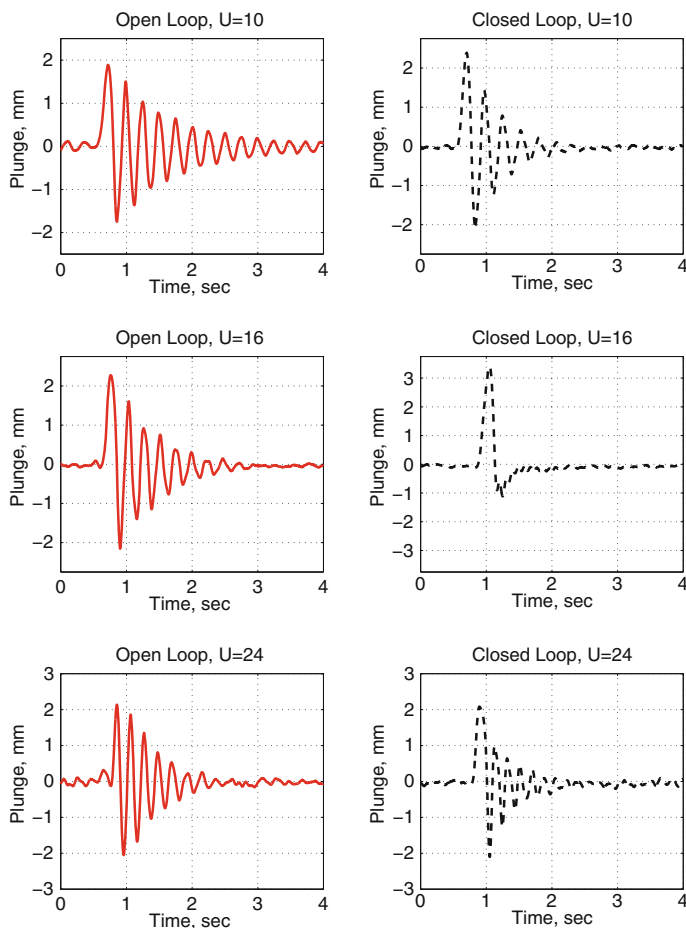 Open Loop, U=10
Plunge, mm
2
1
0
−1
−2
0 1 2 3 4
Time, sec
Closed Loop, U=10
Plunge, mm
2
1
0
−1
−2
0 1 2 3 4
Time, sec
Open Loop, U=16
Plunge, mm
2
1
0
−1
−2
0 1 2 3 4
Time, sec
Closed Loop, U=16
Plunge, mm
3
2
1
0
−1
−2
−3
0 1 2 3 4
Time, sec
Open Loop, U=24
Plunge, mm
3
2
1
0
−1
−2
−3
0 1 2 3 4
Time, sec
Closed Loop, U=24
Plunge, mm
3
2
1
0
−1
−2
−3
0 1 2 3 4
Time, sec